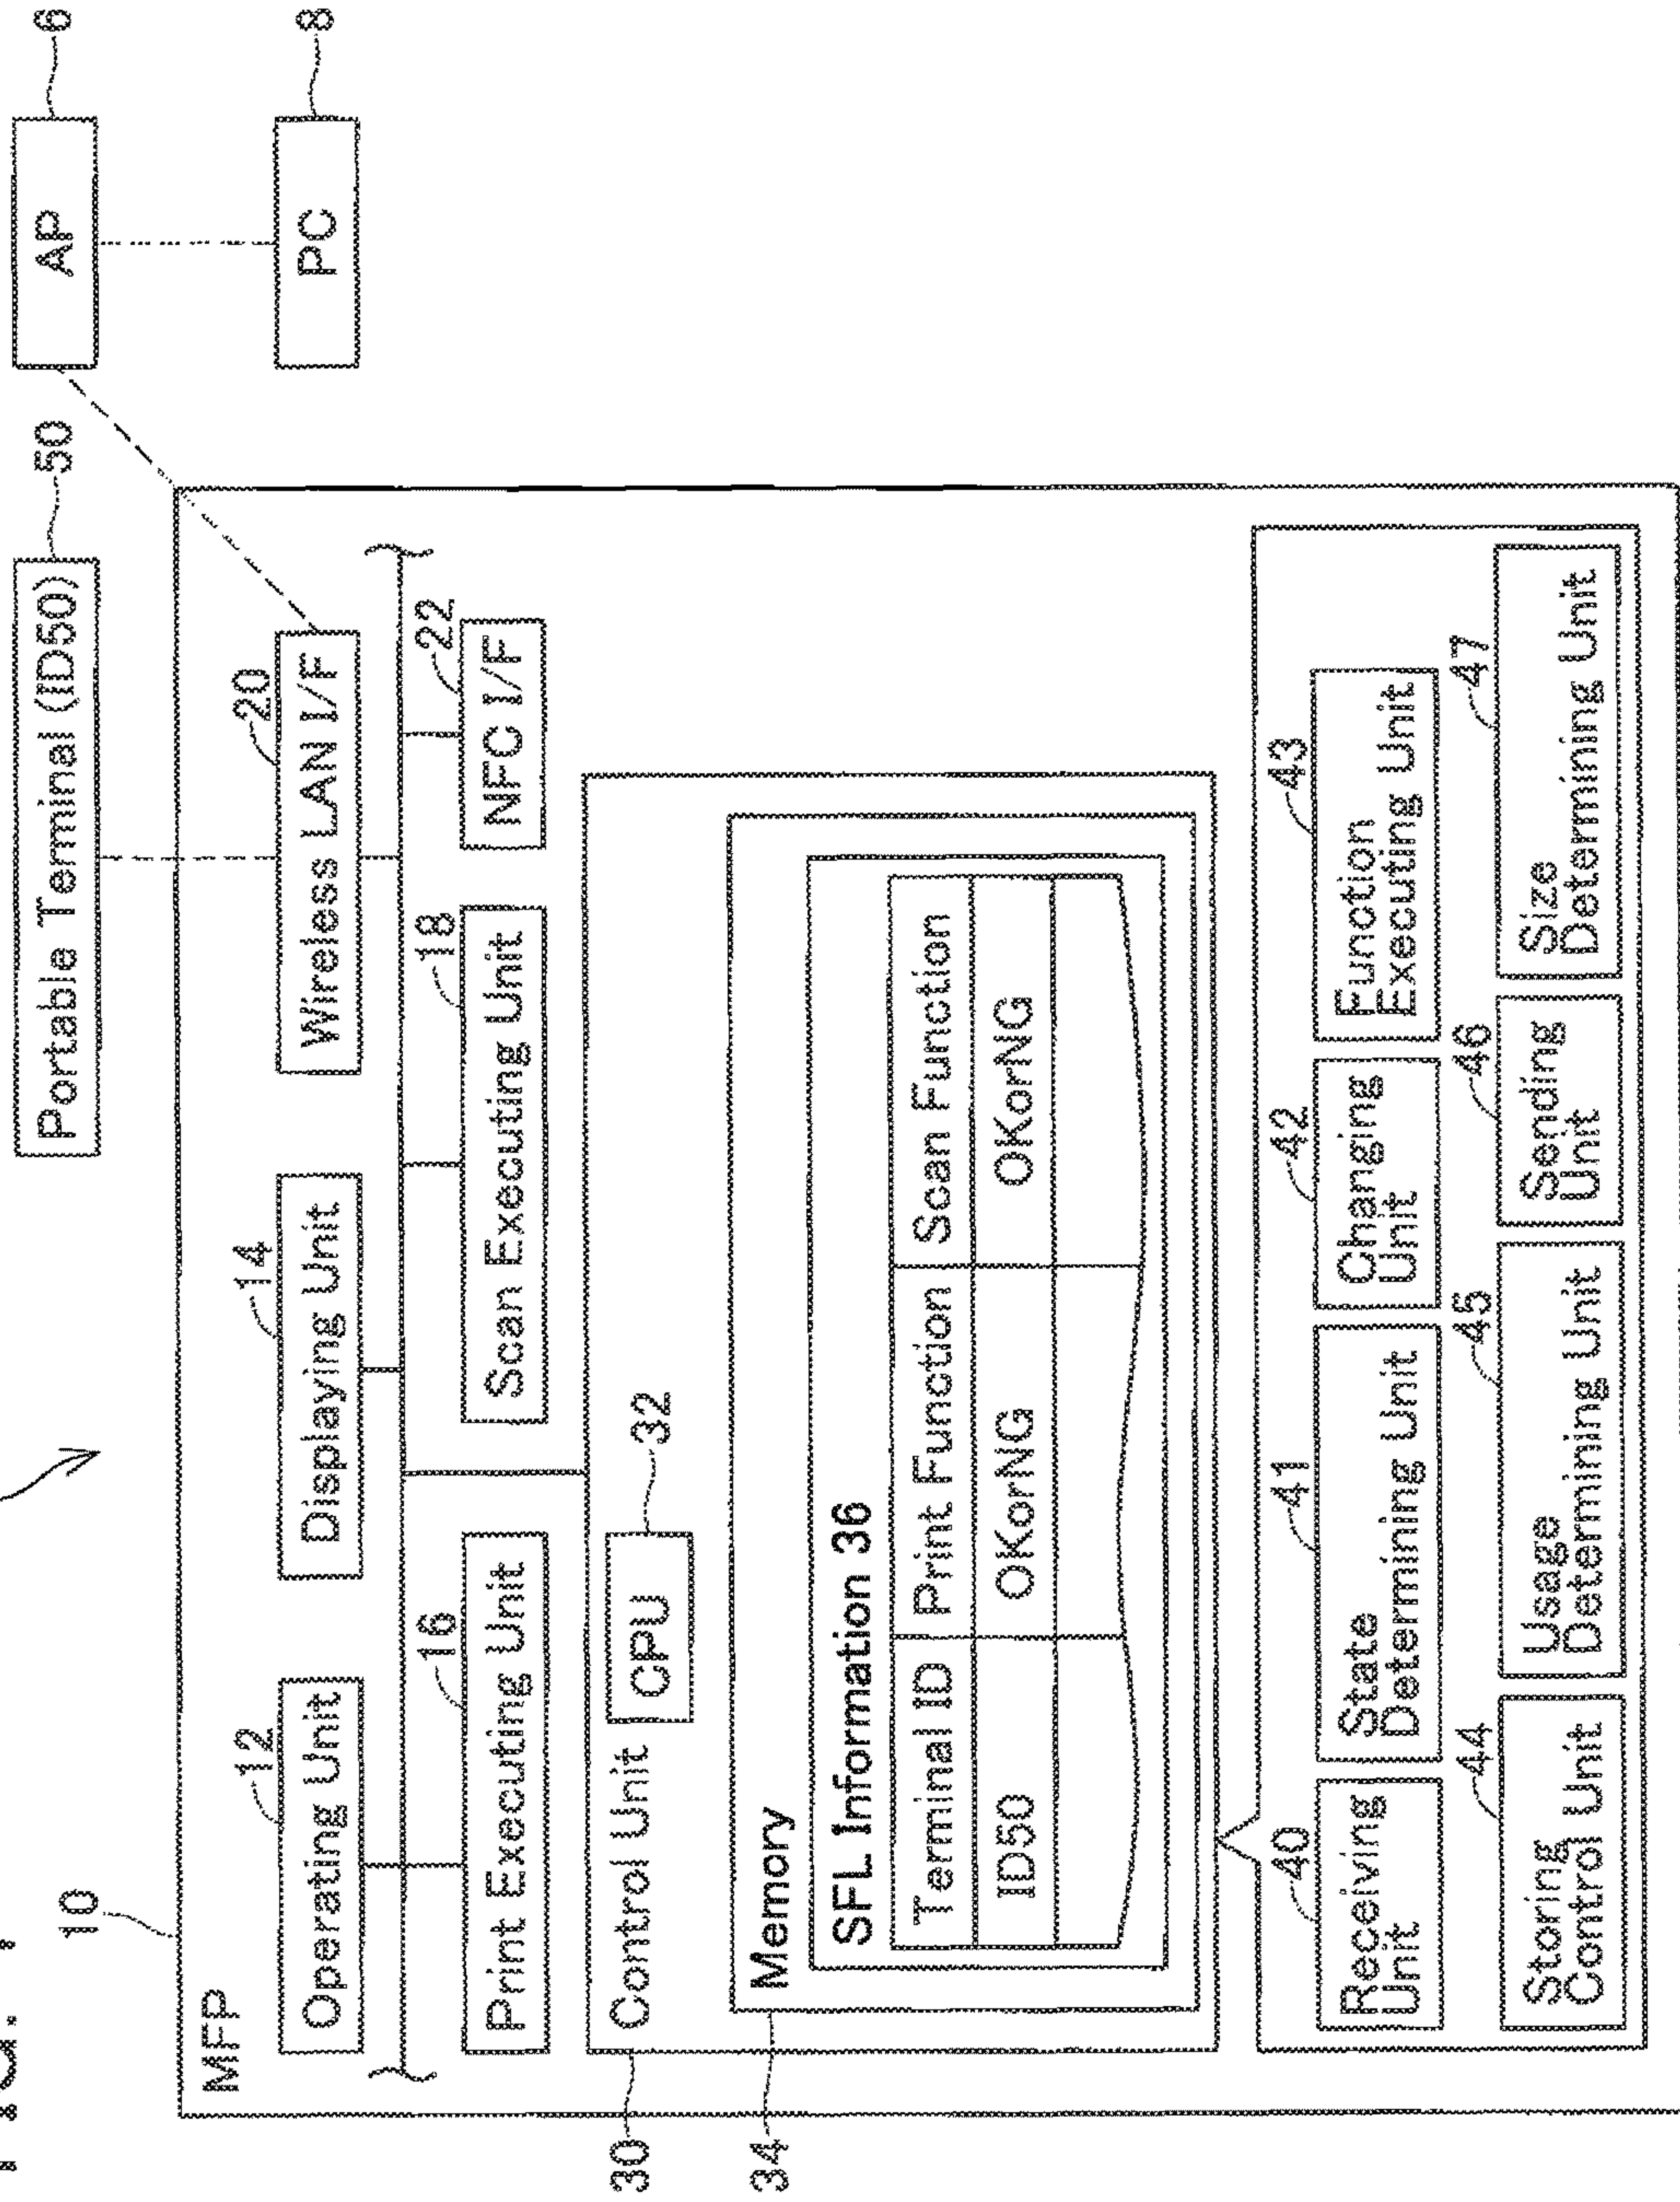 FIG. 1
10
MFP
12
Operating Unit
14
Displaying Unit
20
Wireless LAN I/F
Portable Terminal (ID50)
50
AP
6
PC
8
16
Print Executing Unit
18
Scan Executing Unit
22
NFC I/F
30
Control Unit
CPU
32
34
Memory
SFL Information 36
Terminal ID
Print Function
Scan Function
ID50
OKorNG
OKorNG
40
Receiving
Unit
41
State
Determining Unit
42
Changing
Unit
43
Function
Executing Unit
44
Storing
Control Unit
45
Usage
Determining Unit
46
Sending
Unit
47
Size
Determining Unit